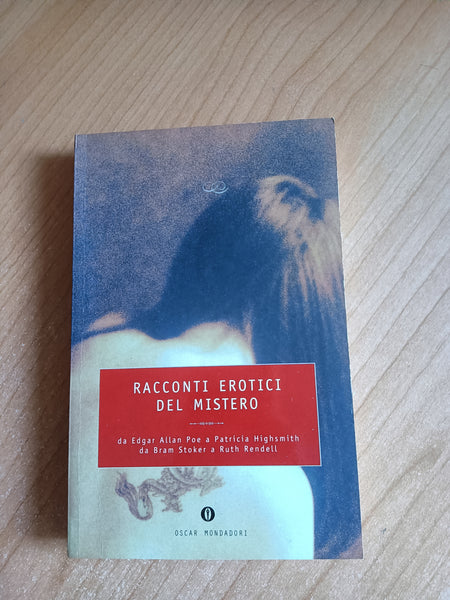 RACCONTI EROTICI
DEL MISTERO
da Edgar Allan Poe a Patricia Highsmith
da Bram Stoker a Ruth Rendell
OSCAR MONDADORI